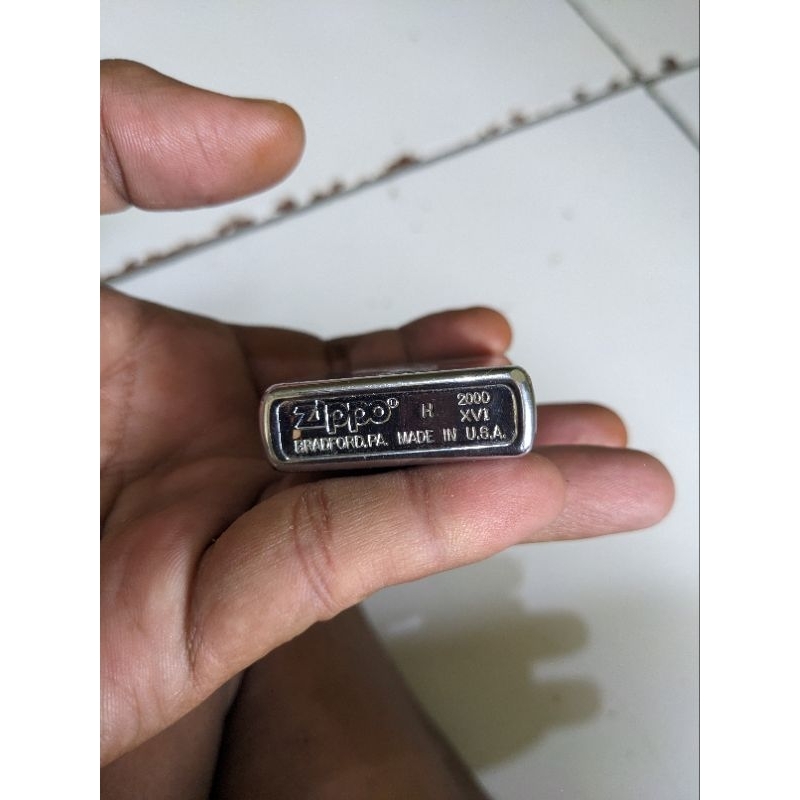 Zippo® H 2000
XVI
BRADFORD,PA. MADE IN U.S.A.